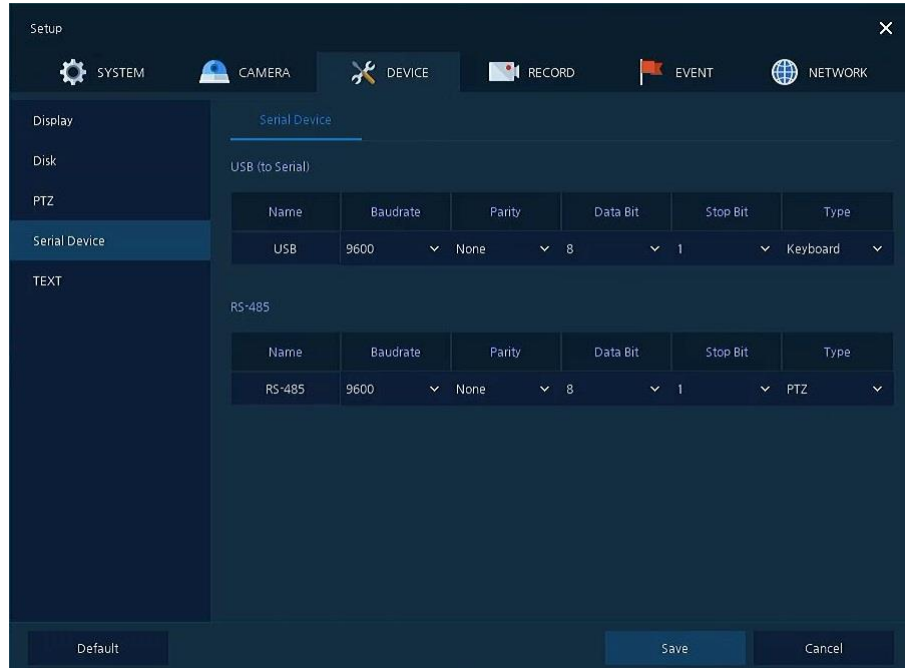 Setup
SYSTEM CAMERA DEVICE RECORD EVENT NETWORK
Display
Disk
PTZ
Serial Device
TEXT
Serial Device
USB (to Serial)
Name Baudrate Parity Data Bit Stop Bit Type
USB 9600 None 8 1 Keyboard
RS-485
Name Baudrate Parity Data Bit Stop Bit Type
RS-485 9600 None 8 1 PTZ
Default Save Cancel